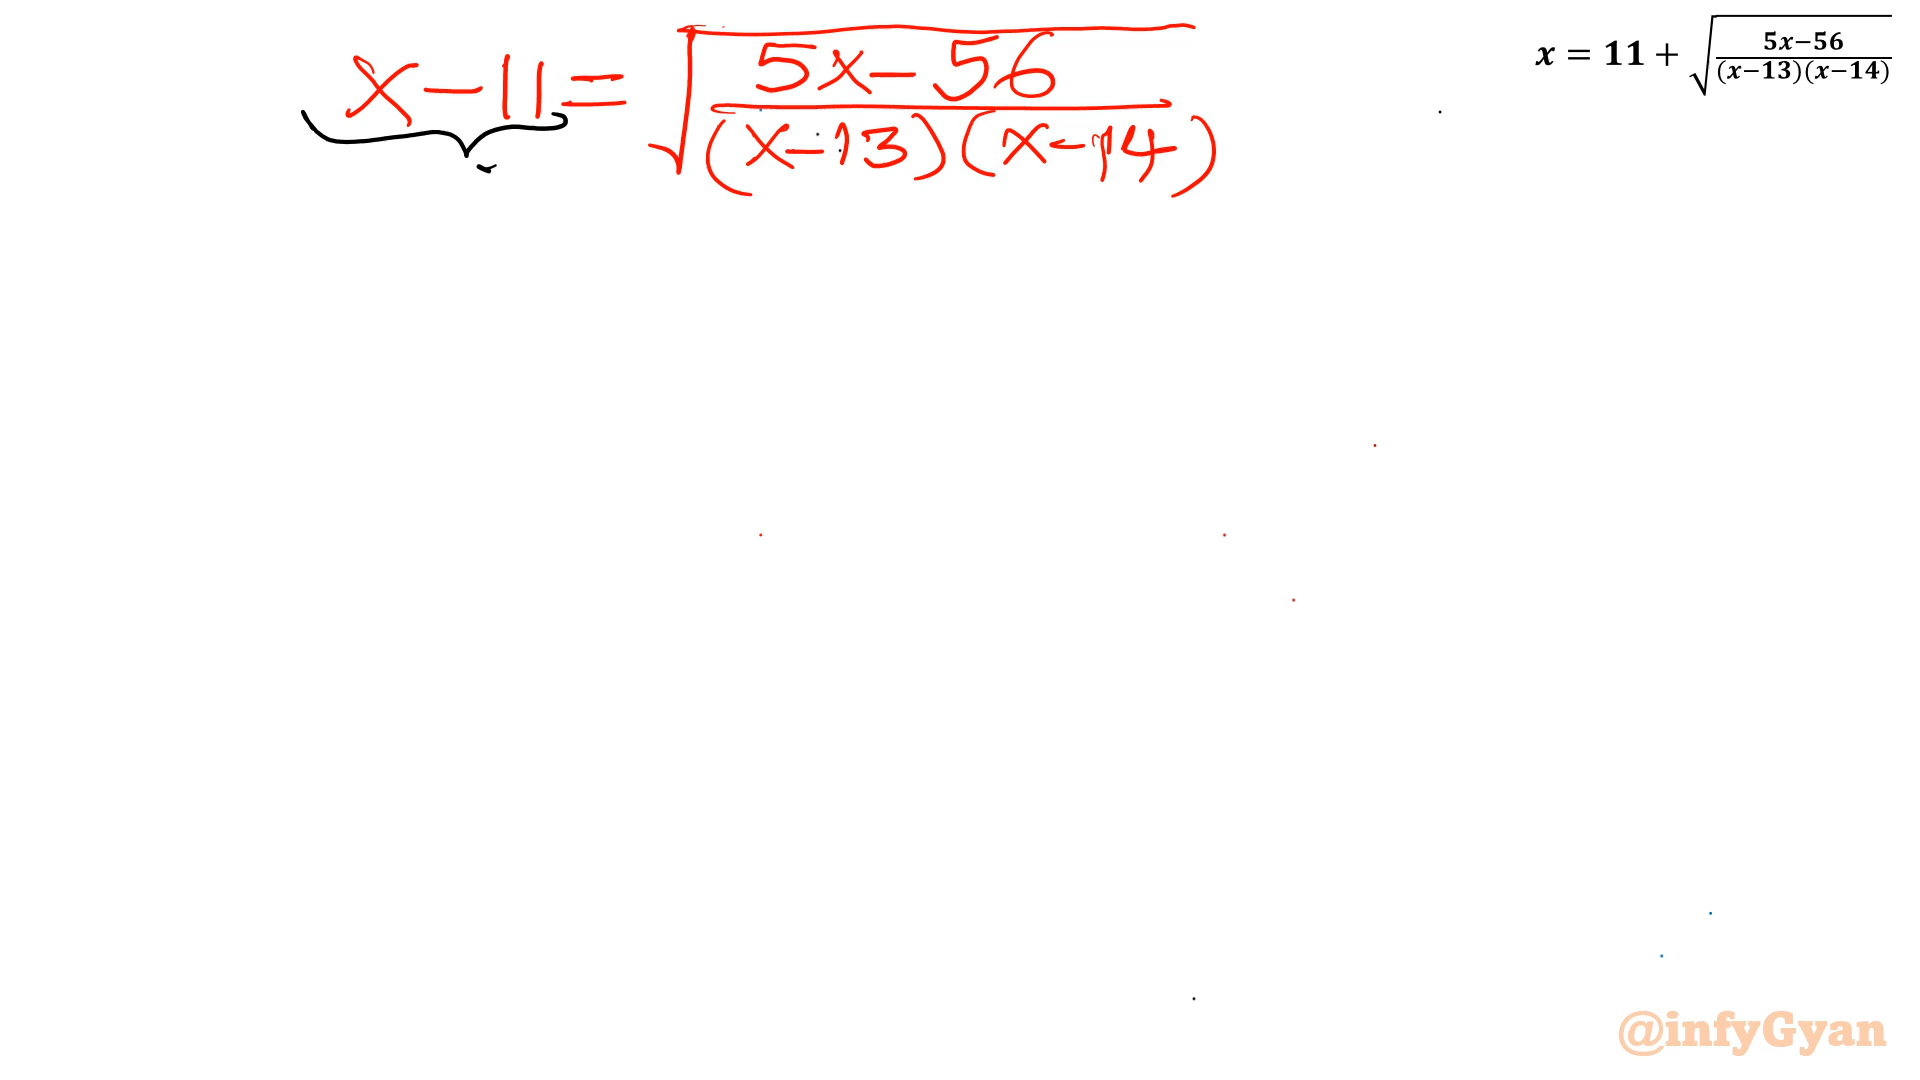 x = 11 + √((5x−56)/((x−13)(x−14)))
x − 11 = √((5x − 56)/((x − 13)(x − 14)))
@infyGyan